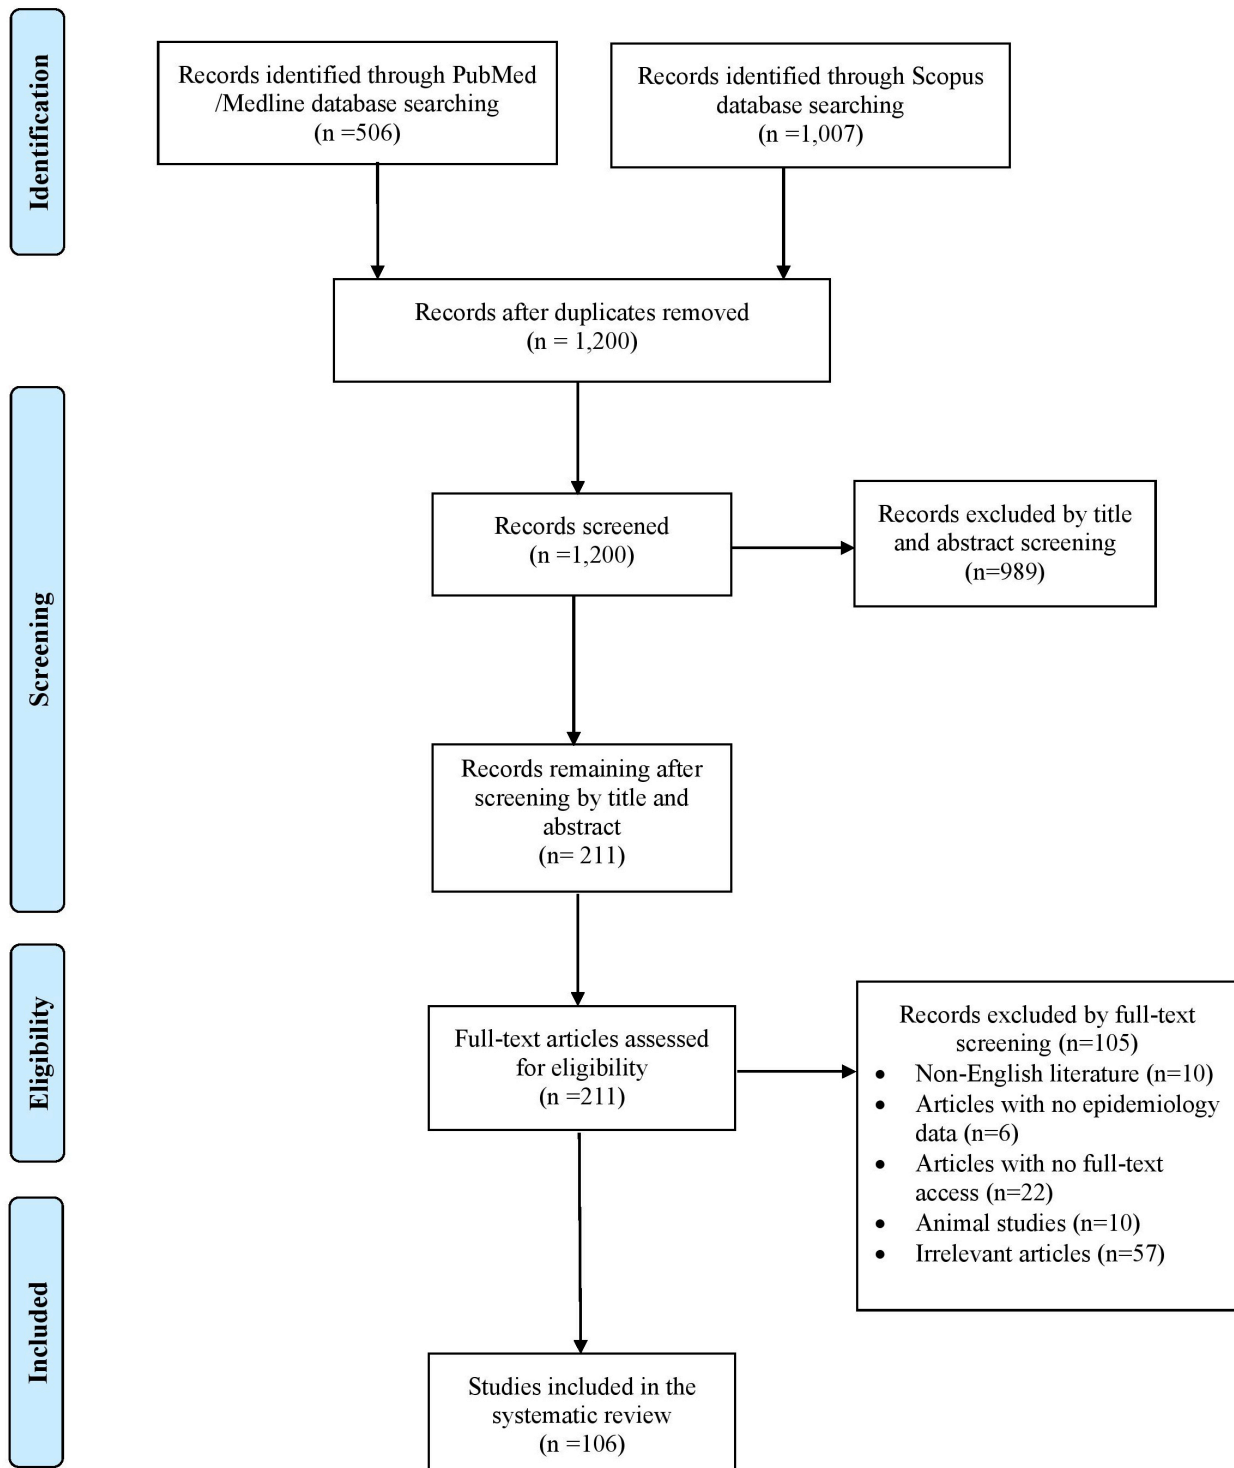 Identification
Records identified through PubMed
/Medline database searching
(n =506)
Records identified through Scopus
database searching
(n =1,007)
Records after duplicates removed
(n = 1,200)
Screening
Records screened
(n =1,200)
Records excluded by title
and abstract screening
(n=989)
Records remaining after
screening by title and
abstract
(n= 211)
Eligibility
Full-text articles assessed
for eligibility
(n =211)
Records excluded by full-text
screening (n=105)
• Non-English literature (n=10)
• Articles with no epidemiology
data (n=6)
• Articles with no full-text
access (n=22)
• Animal studies (n=10)
• Irrelevant articles (n=57)
Included
Studies included in the
systematic review
(n =106)